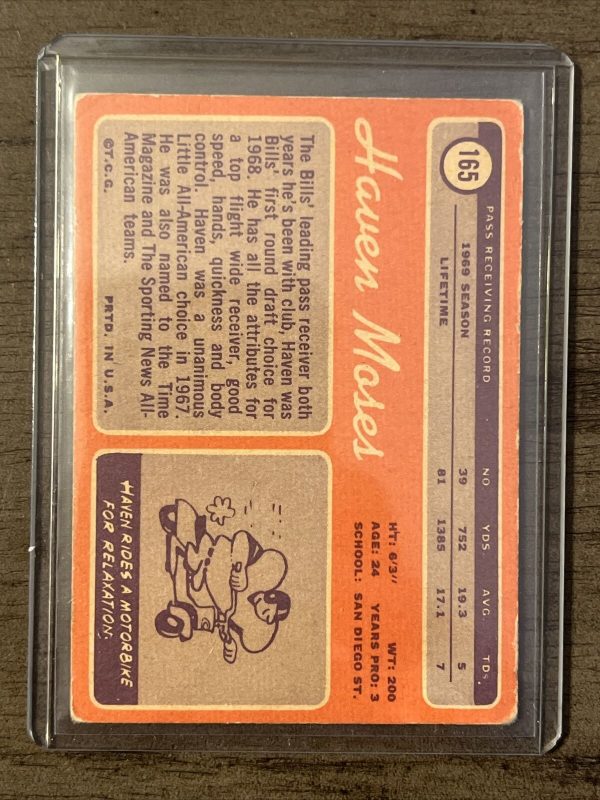 165
PASS RECEIVING RECORD NO. YDS. AVG. TDS.
1969 SEASON 39 752 19.3 5
LIFETIME 81 1385 17.1 7
Haven Moses
HT: 6'3" WT: 200
AGE: 24 YEARS PRO: 3
SCHOOL: SAN DIEGO ST.
The Bills' leading pass receiver both
years he's been with club, Haven was
Bills' first round draft choice for
1968. He has all the attributes for
a top flight wide receiver, good
speed, hands, quickness and body
control. Haven was a unanimous
Little All-American choice in 1967.
He was also named to the Time
Magazine and The Sporting News All-
American teams.
©T.C.G. PRTD. IN U.S.A.
HAVEN RIDES A MOTORBIKE
FOR RELAXATION.